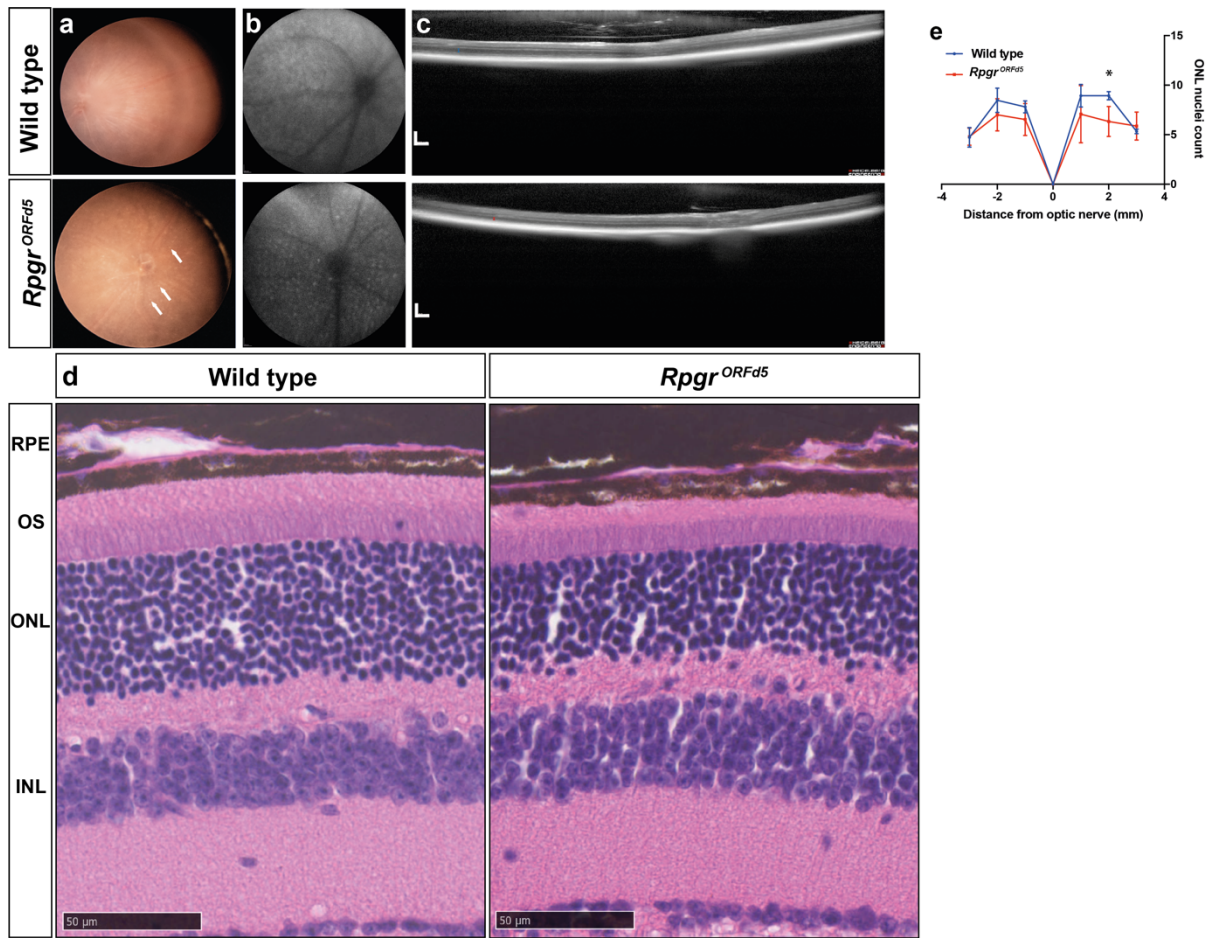 Wild type
Rpgr ORFd5
a
b
c
e
Wild type
Rpgr ORFd5
*
15
10
5
0
ONL nuclei count
-4
-2
0
2
4
Distance from optic nerve (mm)
d
Wild type
Rpgr ORFd5
RPE
OS
ONL
INL
50 µm
50 µm